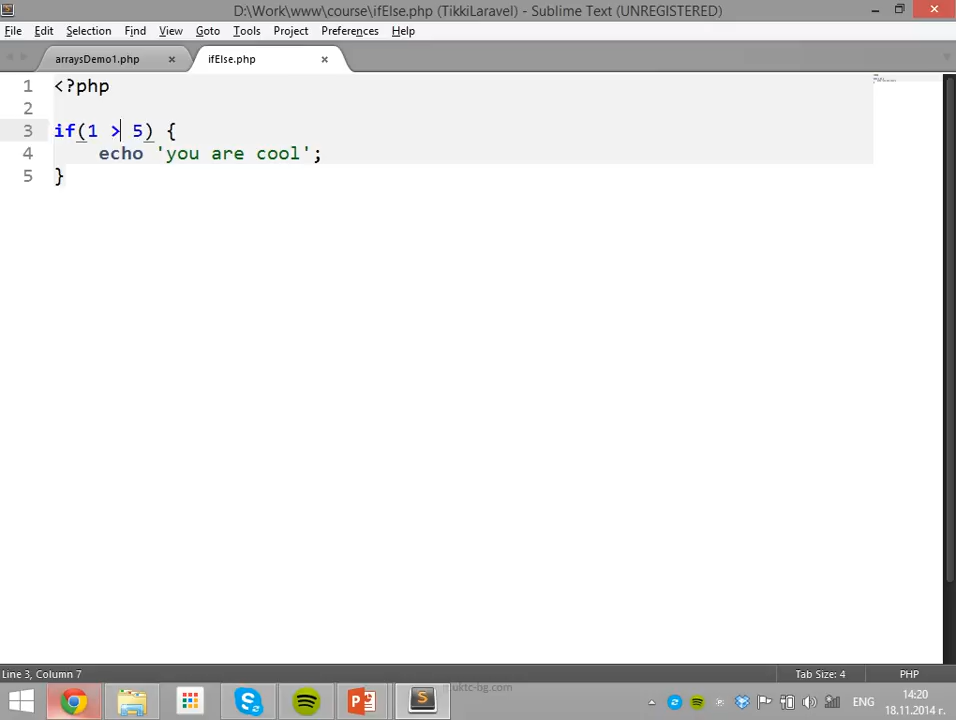 D:\Work\www\course\ifElse.php (TikkiLaravel) - Sublime Text (UNREGISTERED)
File Edit Selection Find View Goto Tools Project Preferences Help
arraysDemo1.php × ifElse.php ×
1 <?php
2
3 if(1 > 5) {
4 echo 'you are cool';
5 }
Line 3, Column 7 Tab Size: 4 PHP
uktc-bg.com
ENG 14:20
18.11.2014 г.